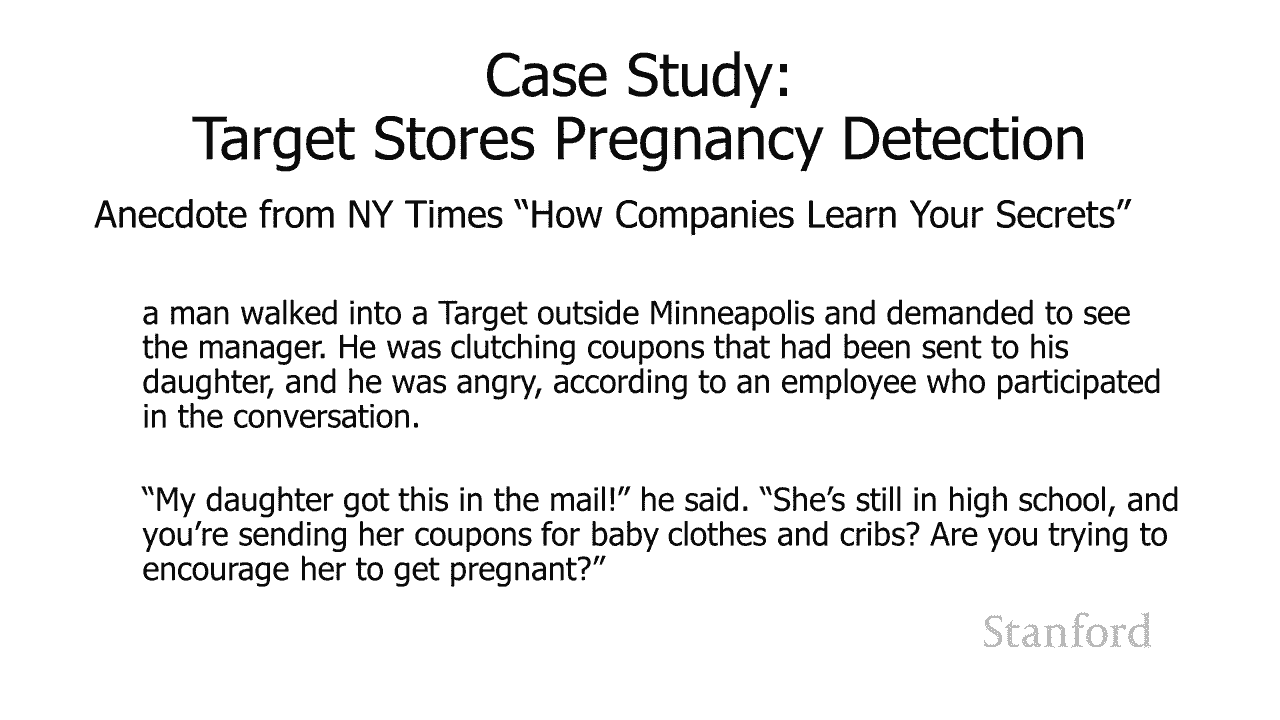 Case Study:
Target Stores Pregnancy Detection
Anecdote from NY Times “How Companies Learn Your Secrets”
a man walked into a Target outside Minneapolis and demanded to see
the manager. He was clutching coupons that had been sent to his
daughter, and he was angry, according to an employee who participated
in the conversation.
“My daughter got this in the mail!” he said. “She’s still in high school, and
you’re sending her coupons for baby clothes and cribs? Are you trying to
encourage her to get pregnant?”
Stanford